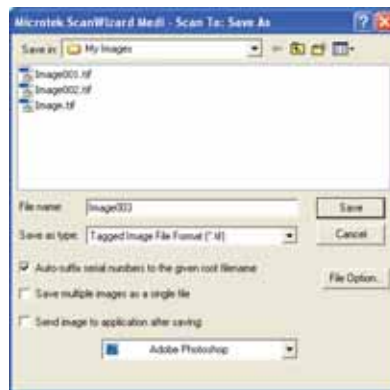 Microtek ScanWizard Medi - Scan To: Save As
Save in: My Images
Image001.tif
Image002.tif
Image.tif
File name: Image003 Save
Save as type: Tagged Image File Format (*.tif) Cancel
Auto-suffix serial numbers to the given root filename
File Option...
Save multiple images as a single file
Send image to application after saving:
Adobe Photoshop